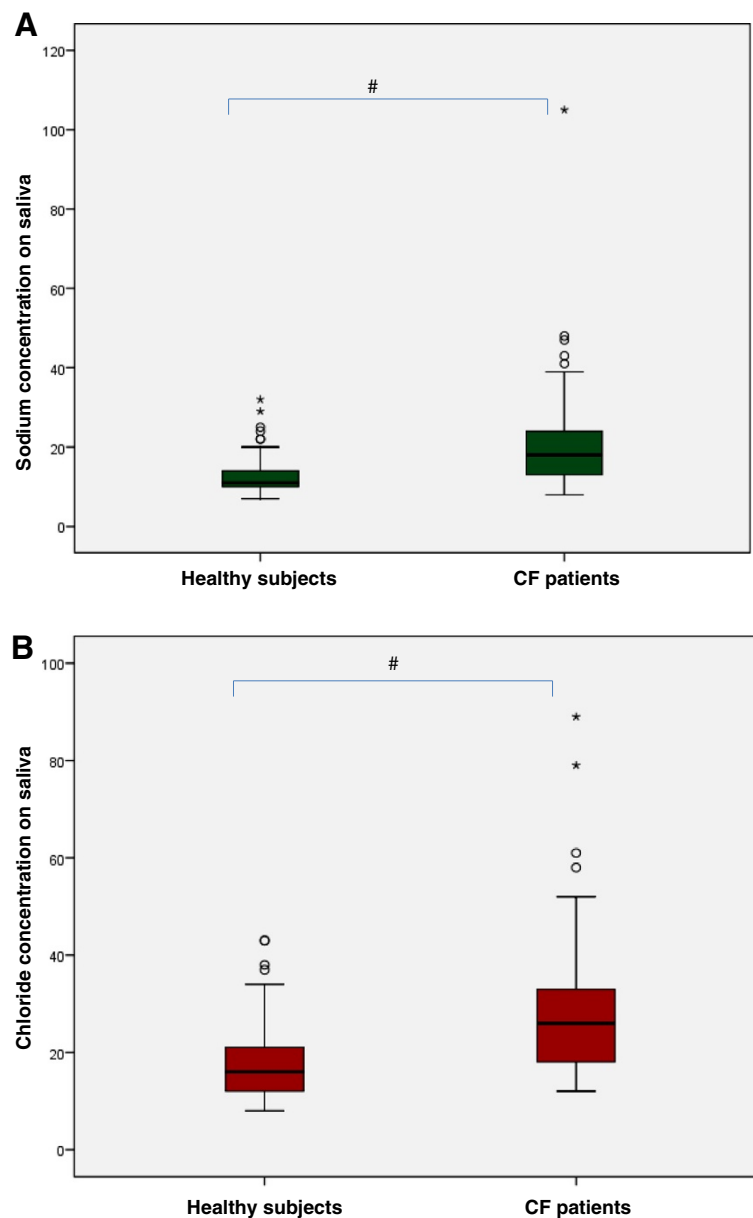 A
120
#
100
80
60
40
20
0
Sodium concentration on saliva
Healthy subjects CF patients
B
100
#
80
60
40
20
0
Chloride concentration on saliva
Healthy subjects CF patients